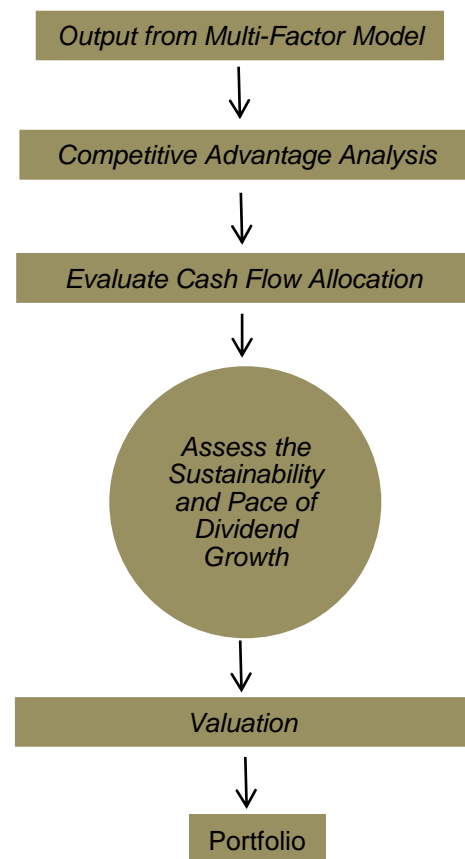 Output from Multi-Factor Model
Competitive Advantage Analysis
Evaluate Cash Flow Allocation
Assess the
Sustainability
and Pace of
Dividend
Growth
Valuation
Portfolio